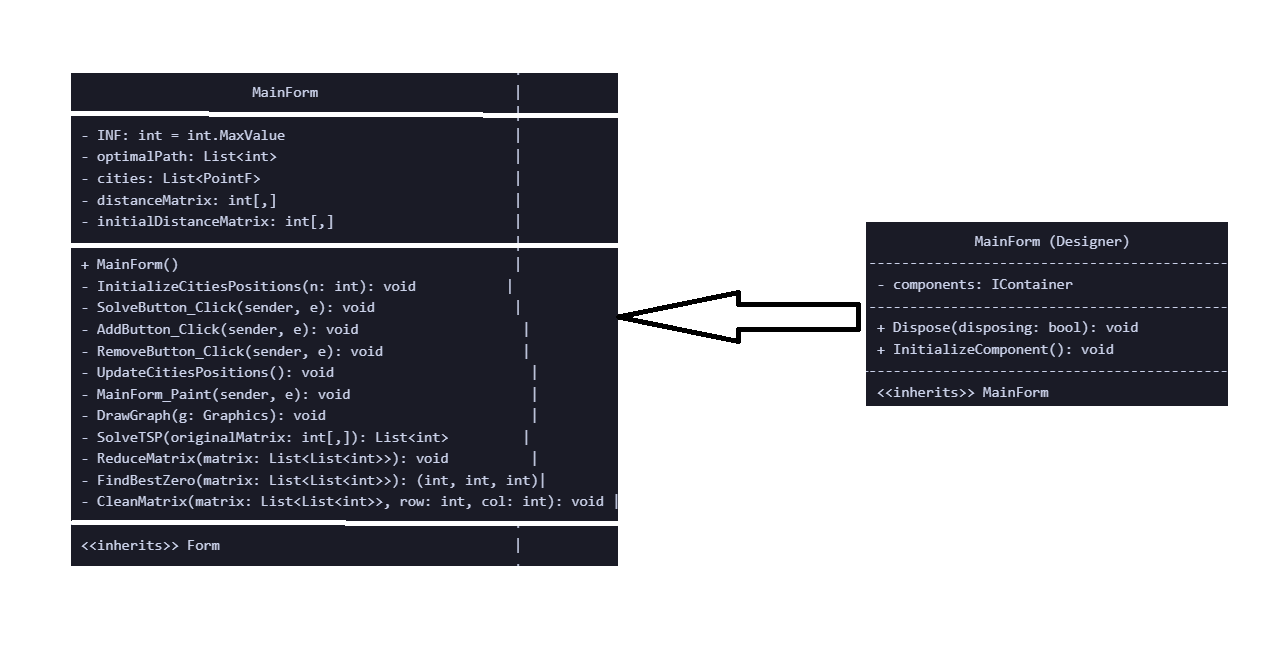 MainForm |
- INF: int = int.MaxValue |
- optimalPath: List<int> |
- cities: List<PointF> |
- distanceMatrix: int[,] |
- initialDistanceMatrix: int[,] |
+ MainForm() |
- InitializeCitiesPositions(n: int): void |
- SolveButton_Click(sender, e): void |
- AddButton_Click(sender, e): void |
- RemoveButton_Click(sender, e): void |
- UpdateCitiesPositions(): void |
- MainForm_Paint(sender, e): void |
- DrawGraph(g: Graphics): void |
- SolveTSP(originalMatrix: int[,]): List<int> |
- ReduceMatrix(matrix: List<List<int>>): void |
- FindBestZero(matrix: List<List<int>>): (int, int, int)|
- CleanMatrix(matrix: List<List<int>>, row: int, col: int): void |
<<inherits>> Form |
MainForm (Designer)
- components: IContainer
+ Dispose(disposing: bool): void
+ InitializeComponent(): void
<<inherits>> MainForm